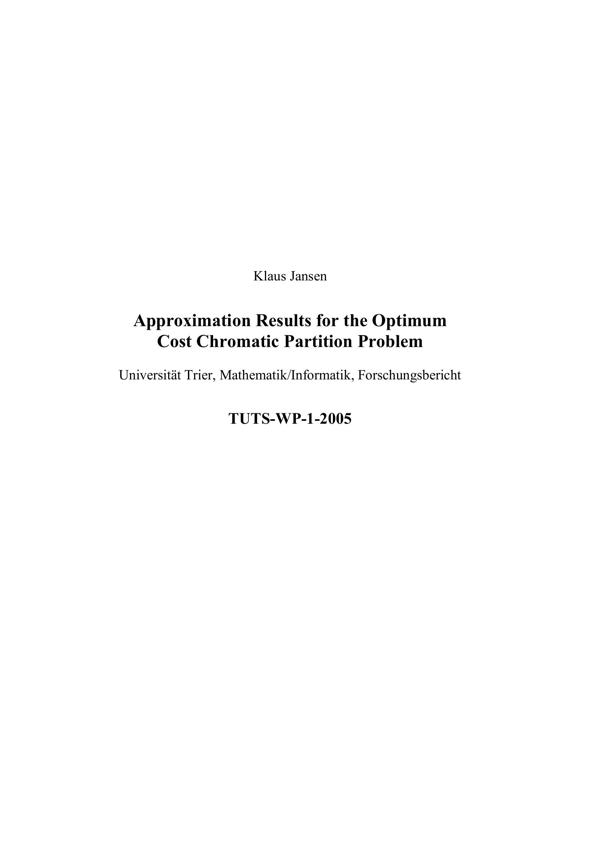 Klaus Jansen
Approximation Results for the Optimum
Cost Chromatic Partition Problem
Universität Trier, Mathematik/Informatik, Forschungsbericht
TUTS-WP-1-2005